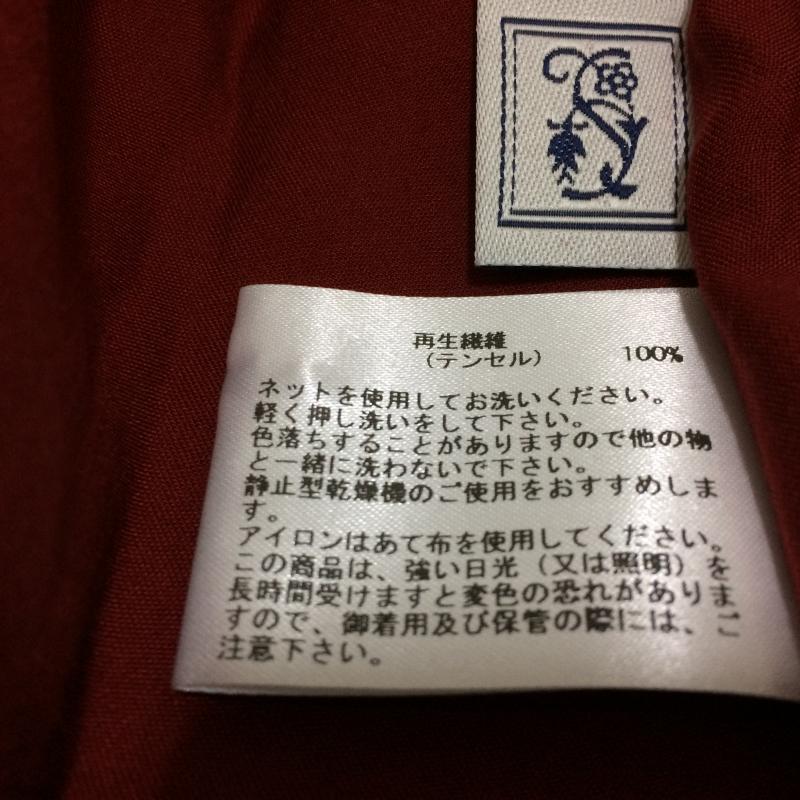 再生繊維
（テンセル） 100%
ネットを使用してお洗いください。
軽く押し洗いをして下さい。
色落ちすることがありますので他の物
と一緒に洗わないで下さい。
静止型乾燥機のご使用をおすすめしま
す。
アイロンはあて布を使用してください。
この商品は、強い日光（又は照明）を
長時間受けますと変色の恐れがありま
すので、御着用及び保管の際には、ご
注意下さい。